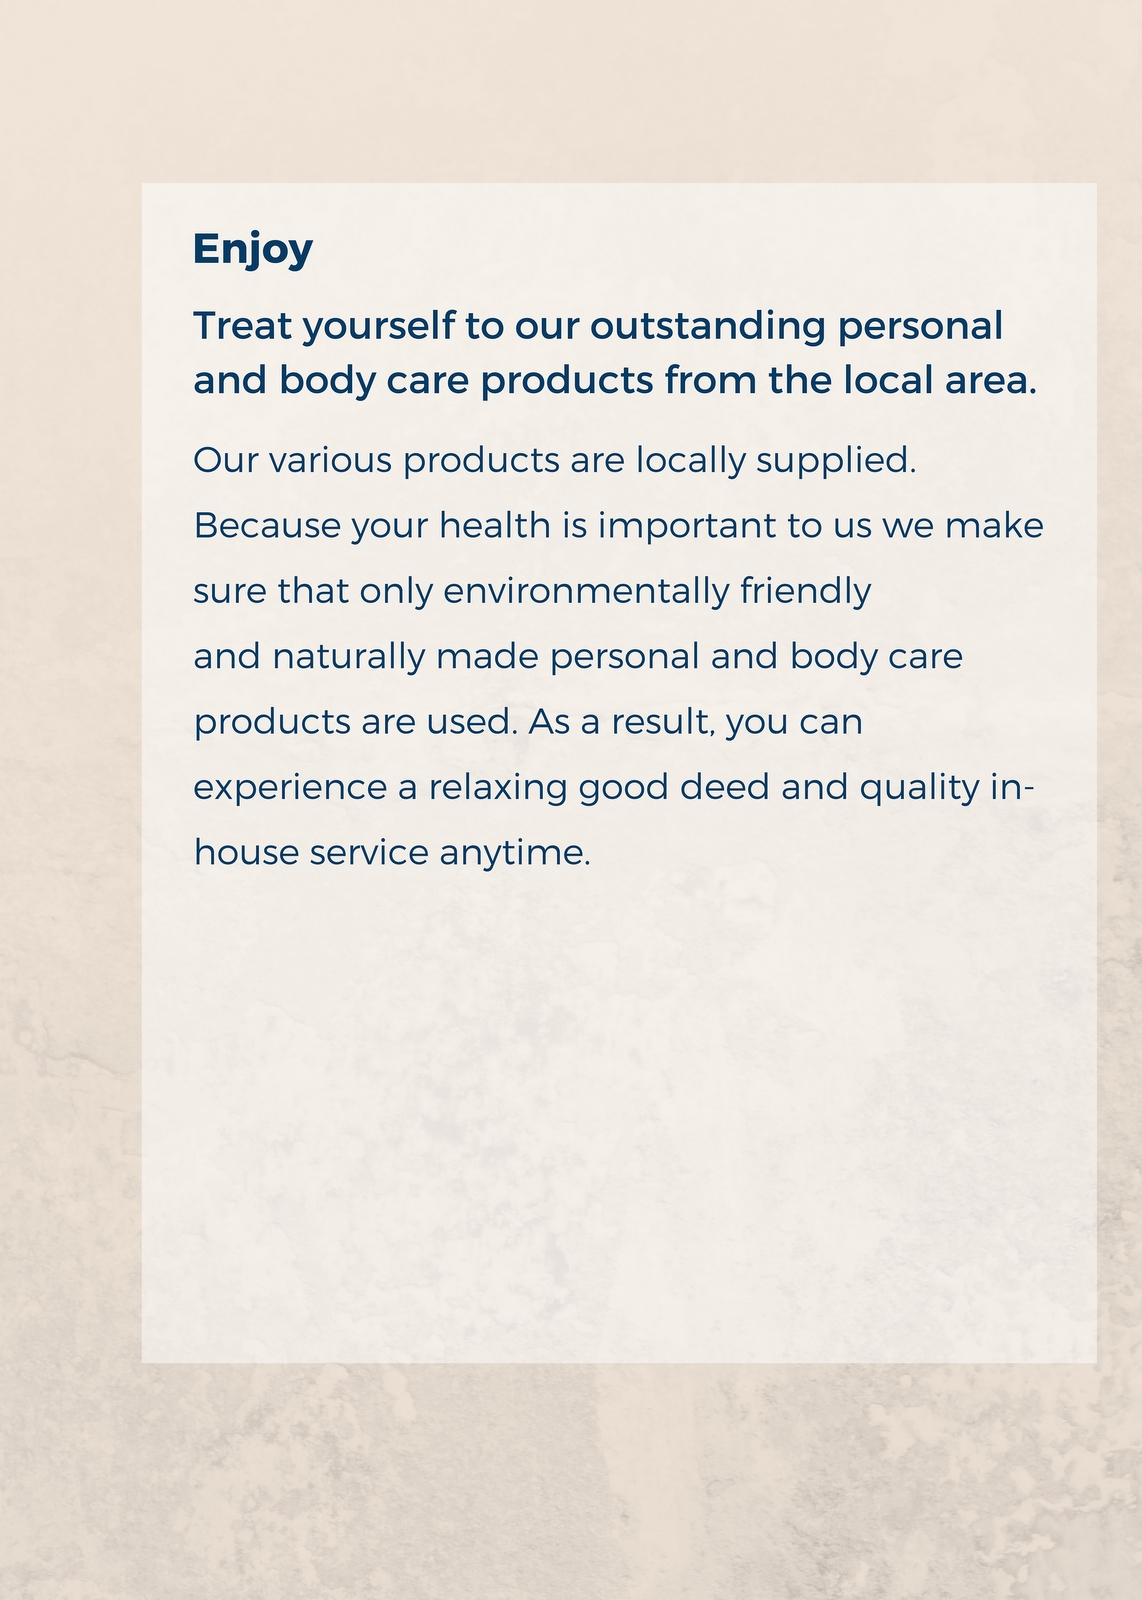 Enjoy
Treat yourself to our outstanding personal
and body care products from the local area.
Our various products are locally supplied.
Because your health is important to us we make
sure that only environmentally friendly
and naturally made personal and body care
products are used. As a result, you can
experience a relaxing good deed and quality in-
house service anytime.